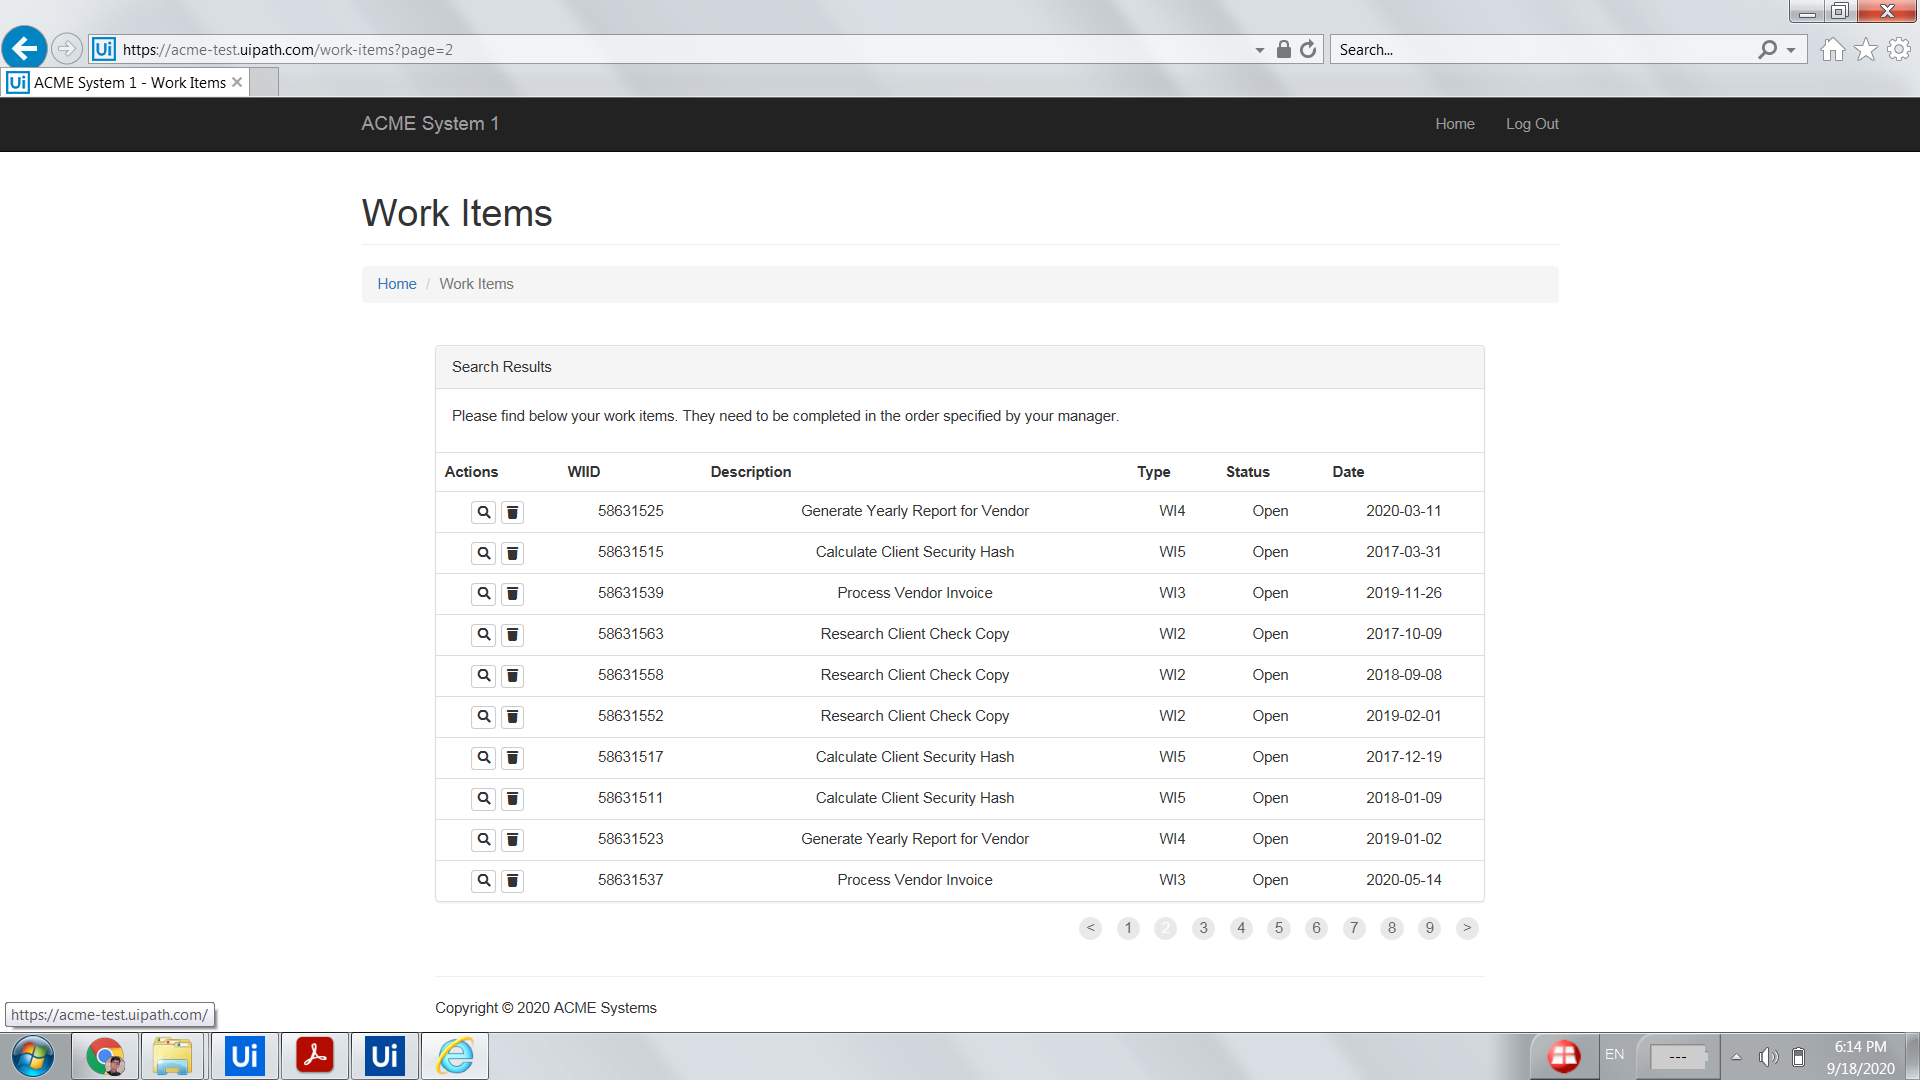 https://acme-test.uipath.com/work-items?page=2
Search...
Ui
ACME System 1 - Work Items
ACME System 1
Home
Log Out
Work Items
Home / Work Items
Search Results
Please find below your work items. They need to be completed in the order specified by your manager.
Actions WIID Description Type Status Date
58631525 Generate Yearly Report for Vendor WI4 Open 2020-03-11
58631515 Calculate Client Security Hash WI5 Open 2017-03-31
58631539 Process Vendor Invoice WI3 Open 2019-11-26
58631563 Research Client Check Copy WI2 Open 2017-10-09
58631558 Research Client Check Copy WI2 Open 2018-09-08
58631552 Research Client Check Copy WI2 Open 2019-02-01
58631517 Calculate Client Security Hash WI5 Open 2017-12-19
58631511 Calculate Client Security Hash WI5 Open 2018-01-09
58631523 Generate Yearly Report for Vendor WI4 Open 2019-01-02
58631537 Process Vendor Invoice WI3 Open 2020-05-14
< 1 2 3 4 5 6 7 8 9 >
Copyright © 2020 ACME Systems
https://acme-test.uipath.com/
Ui
Ui
EN
---
6:14 PM
9/18/2020